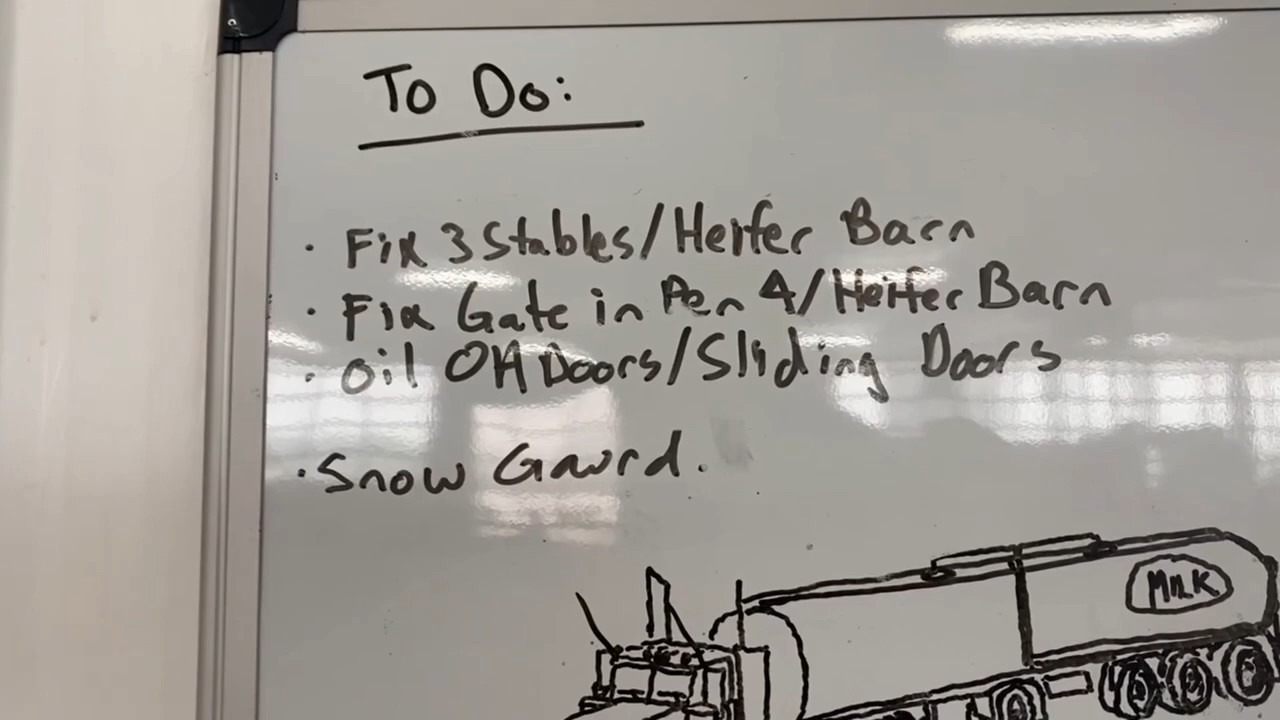 To Do:
· Fix 3 Stables/Heifer Barn
· Fix Gate in Pen 4/Heifer Barn
· Oil OH Doors/Sliding Doors
· Snow Gaurd.
MILK